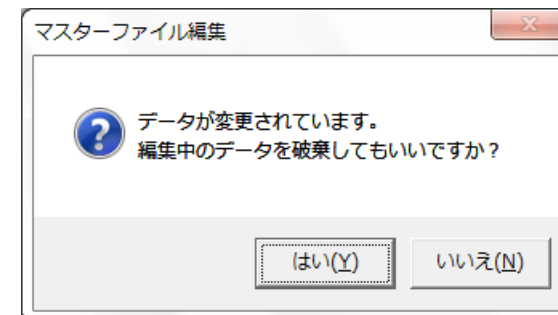 マスターファイル編集
データが変更されています。
編集中のデータを破棄してもいいですか？
はい(Y)
いいえ(N)